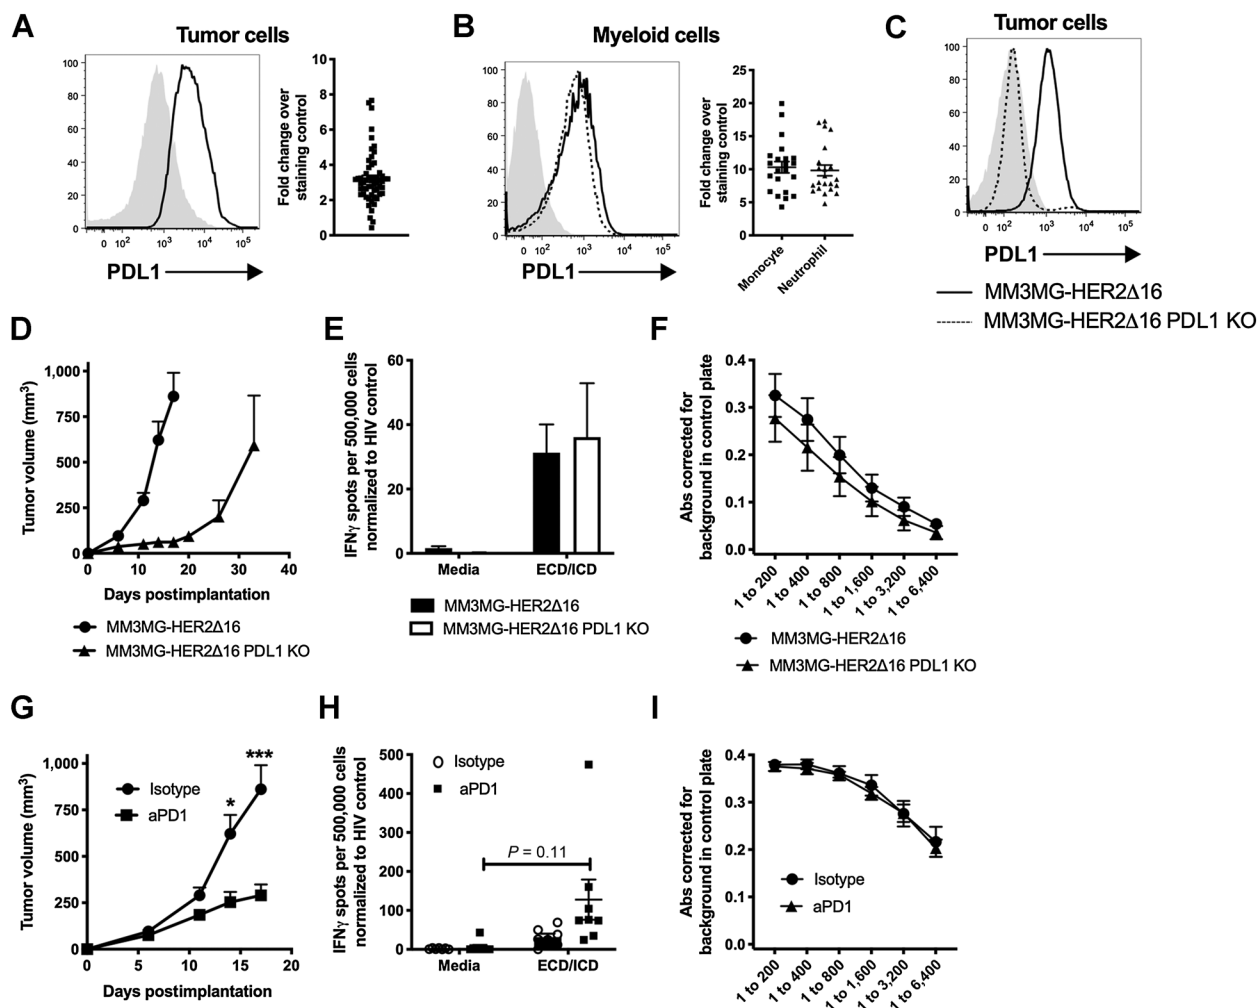 A
Tumor cells
100
80
60
40
20
0
0 10² 10³ 10⁴ 10⁵
PDL1
Fold change over
staining control
10
8
6
4
2
0
B
Myeloid cells
100
80
60
40
20
0
0 10² 10³ 10⁴ 10⁵
PDL1
Fold change over
staining control
25
20
15
10
5
0
Monocyte
Neutrophil
C
Tumor cells
100
80
60
40
20
0
0 10² 10³ 10⁴ 10⁵
PDL1
MM3MG-HER2Δ16
MM3MG-HER2Δ16 PDL1 KO
D
Tumor volume (mm³)
1,000
750
500
250
0
0 10 20 30 40
Days postimplantation
MM3MG-HER2Δ16
MM3MG-HER2Δ16 PDL1 KO
E
IFNγ spots per 500,000 cells
normalized to HIV control
60
40
20
0
Media ECD/ICD
MM3MG-HER2Δ16
MM3MG-HER2Δ16 PDL1 KO
F
Abs corrected for
background in control plate
0.4
0.3
0.2
0.1
0.0
1 to 200
1 to 400
1 to 800
1 to 1,600
1 to 3,200
1 to 6,400
MM3MG-HER2Δ16
MM3MG-HER2Δ16 PDL1 KO
G
Tumor volume (mm³)
1,000
750
500
250
0
Isotype
aPD1
*
***
0 5 10 15 20
Days postimplantation
H
IFNγ spots per 500,000 cells
normalized to HIV control
500
400
300
200
100
0
Isotype
aPD1
P = 0.11
Media ECD/ICD
I
Abs corrected for
background in control plate
0.4
0.3
0.2
0.1
0.0
Isotype
aPD1
1 to 200
1 to 400
1 to 800
1 to 1,600
1 to 3,200
1 to 6,400